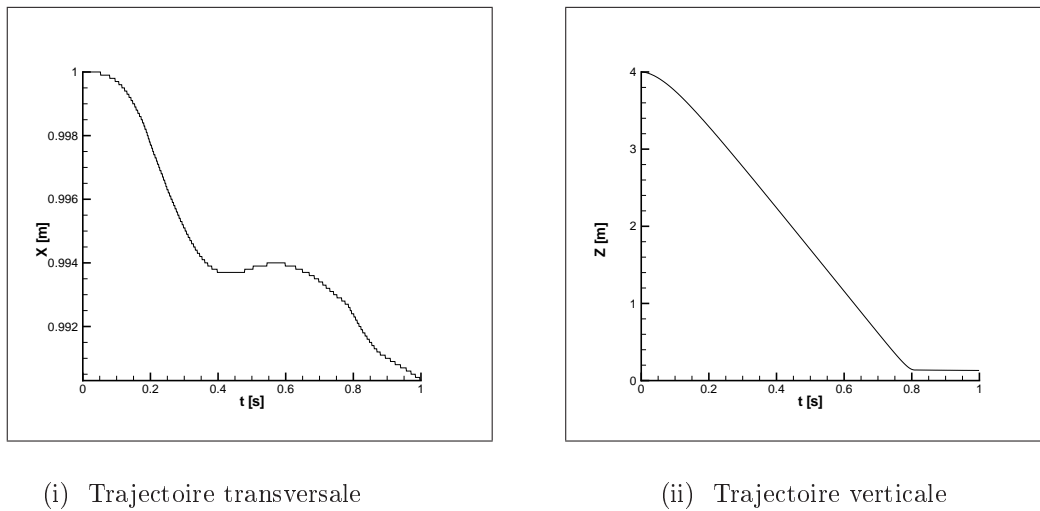 X [m]
1
0.998
0.996
0.994
0.992
0 0.2 0.4 0.6 0.8 1
t [s]
Z [m]
4
3
2
1
0
0 0.2 0.4 0.6 0.8 1
t [s]
(i) Trajectoire transversale
(ii) Trajectoire verticale